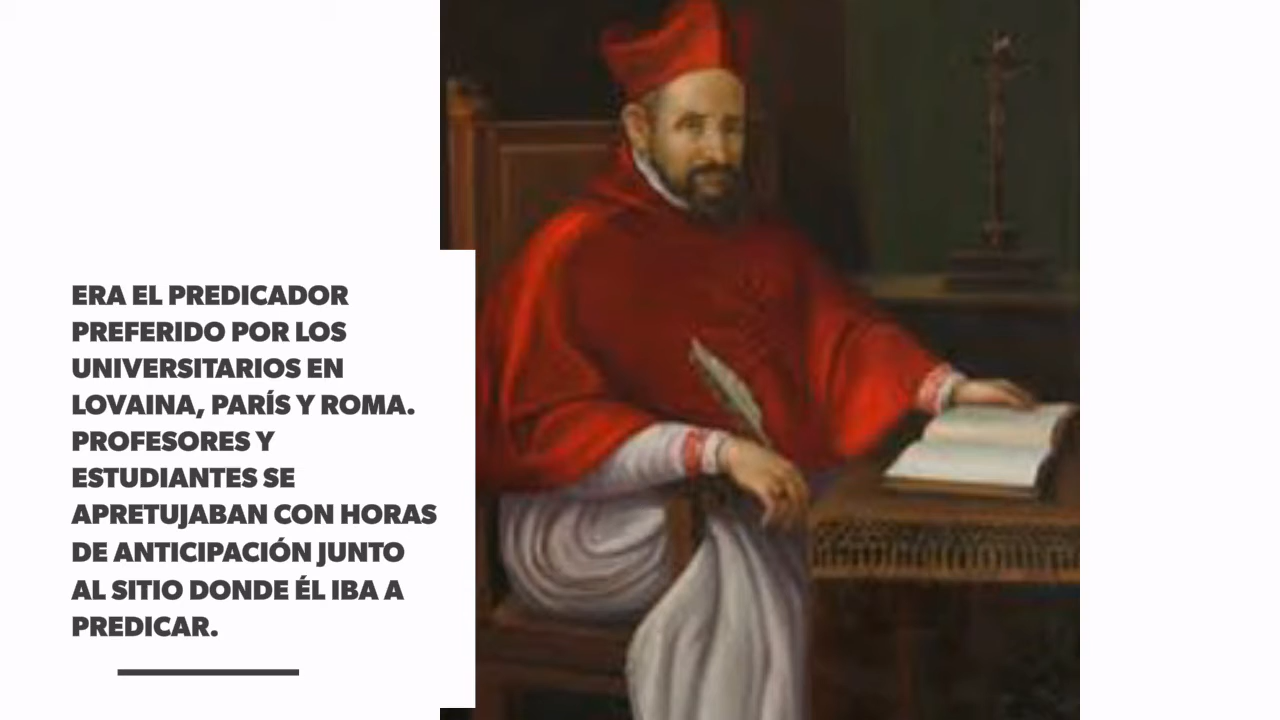 ERA EL PREDICADOR
PREFERIDO POR LOS
UNIVERSITARIOS EN
LOVAINA, PARÍS Y ROMA.
PROFESORES Y
ESTUDIANTES SE
APRETUJABAN CON HORAS
DE ANTICIPACIÓN JUNTO
AL SITIO DONDE ÉL IBA A
PREDICAR.